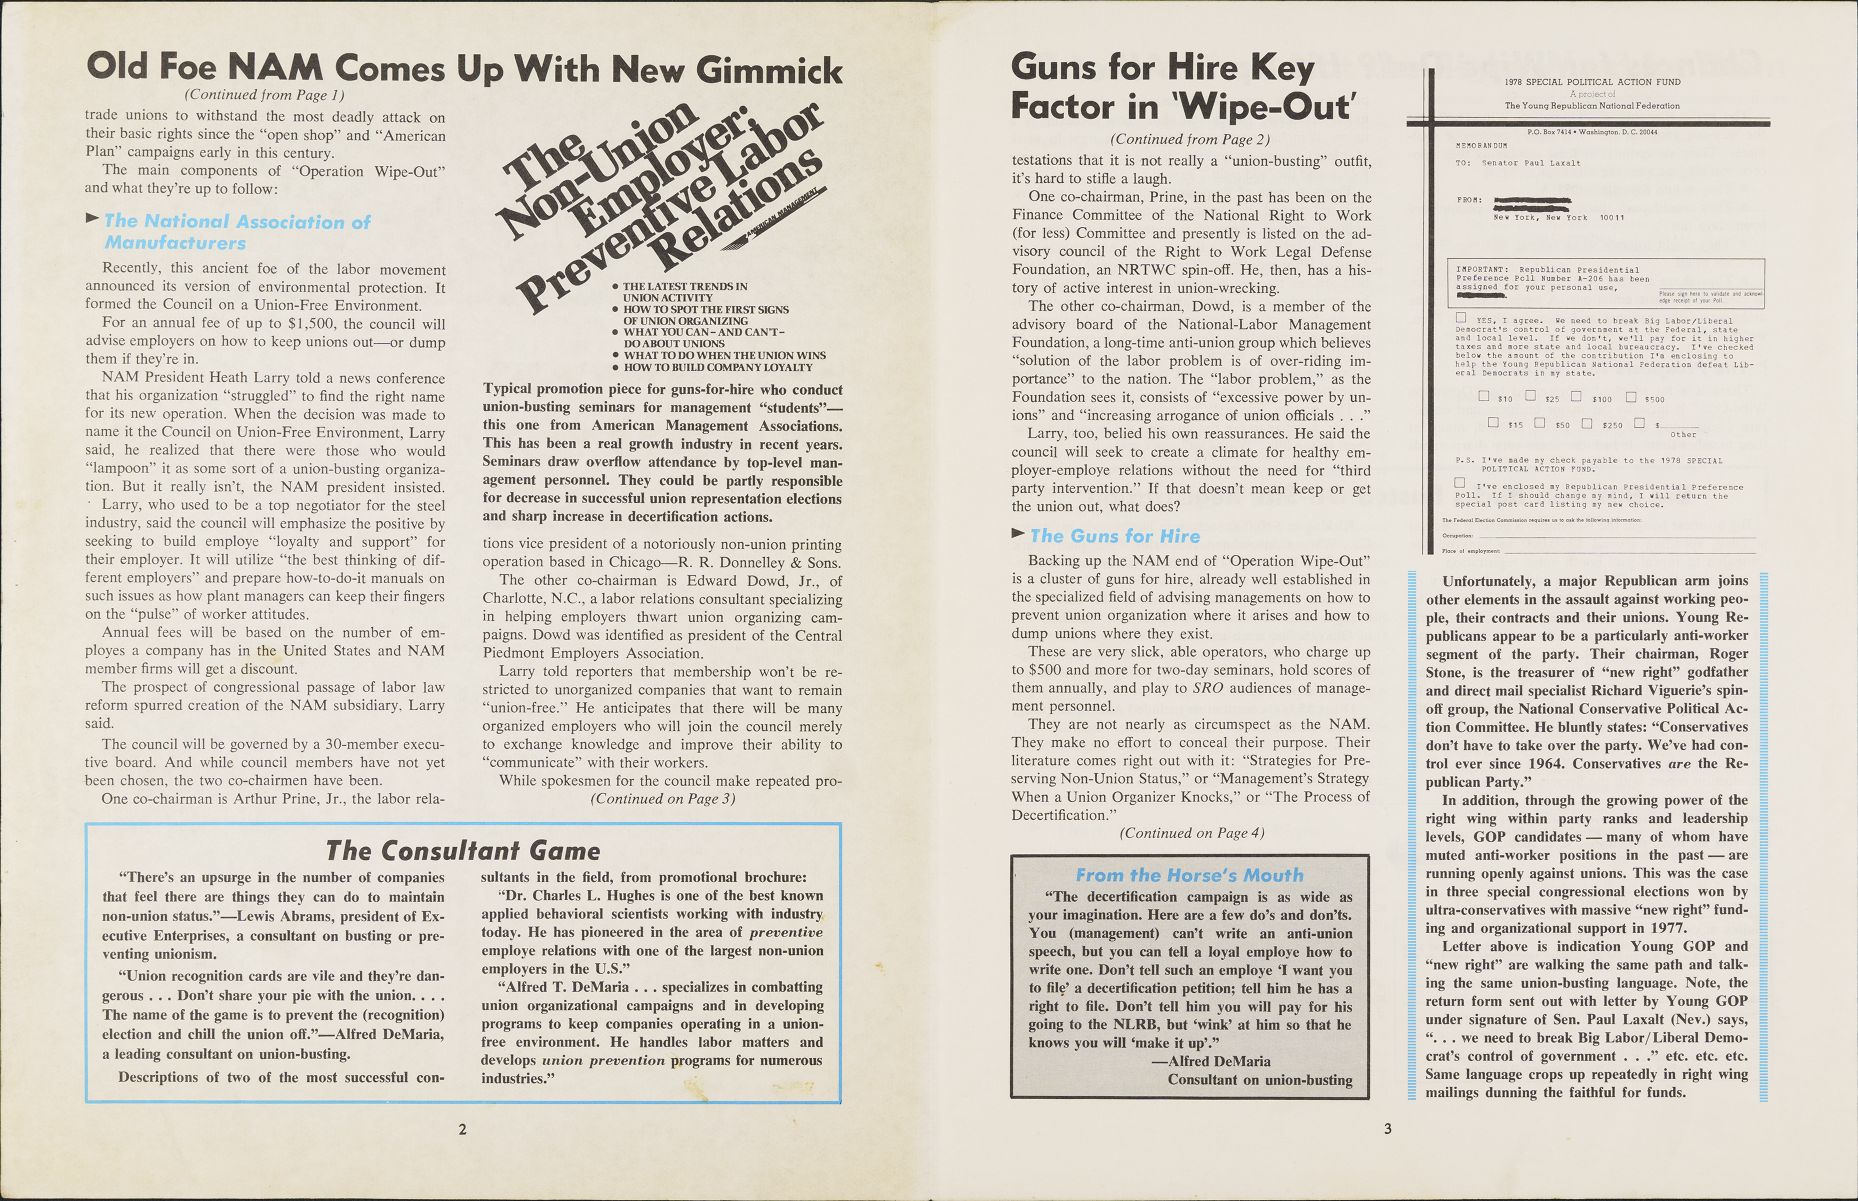 Old Foe NAM Comes Up With New Gimmick
(Continued from Page 1)
trade unions to withstand the most deadly attack on
their basic rights since the “open shop” and “American
Plan” campaigns early in this century.
The main components of “Operation Wipe-Out”
and what they’re up to follow:
► The National Association of
Manufacturers
Recently, this ancient foe of the labor movement
announced its version of environmental protection. It
formed the Council on a Union-Free Environment.
For an annual fee of up to $1,500, the council will
advise employers on how to keep unions out—or dump
them if they’re in.
NAM President Heath Larry told a news conference
that his organization “struggled” to find the right name
for its new operation. When the decision was made to
name it the Council on Union-Free Environment, Larry
said, he realized that there were those who would
“lampoon” it as some sort of a union-busting organiza-
tion. But it really isn’t, the NAM president insisted.
Larry, who used to be a top negotiator for the steel
industry, said the council will emphasize the positive by
seeking to build employe “loyalty and support” for
their employer. It will utilize “the best thinking of dif-
ferent employers” and prepare how-to-do-it manuals on
such issues as how plant managers can keep their fingers
on the “pulse” of worker attitudes.
Annual fees will be based on the number of em-
ployes a company has in the United States and NAM
member firms will get a discount.
The prospect of congressional passage of labor law
reform spurred creation of the NAM subsidiary, Larry
said.
The council will be governed by a 30-member execu-
tive board. And while council members have not yet
been chosen, the two co-chairmen have been.
One co-chairman is Arthur Prine, Jr., the labor rela-
The
Non-Union
Employer:
Preventive Labor
Relations
AMERICAN MANAGEMENT
• THE LATEST TRENDS IN
UNION ACTIVITY
• HOW TO SPOT THE FIRST SIGNS
OF UNION ORGANIZING
• WHAT YOU CAN–AND CAN'T–
DO ABOUT UNIONS
• WHAT TO DO WHEN THE UNION WINS
• HOW TO BUILD COMPANY LOYALTY
Typical promotion piece for guns-for-hire who conduct
union-busting seminars for management “students”—
this one from American Management Associations.
This has been a real growth industry in recent years.
Seminars draw overflow attendance by top-level man-
agement personnel. They could be partly responsible
for decrease in successful union representation elections
and sharp increase in decertification actions.
tions vice president of a notoriously non-union printing
operation based in Chicago—R. R. Donnelley & Sons.
The other co-chairman is Edward Dowd, Jr., of
Charlotte, N.C., a labor relations consultant specializing
in helping employers thwart union organizing cam-
paigns. Dowd was identified as president of the Central
Piedmont Employers Association.
Larry told reporters that membership won’t be re-
stricted to unorganized companies that want to remain
“union-free.” He anticipates that there will be many
organized employers who will join the council merely
to exchange knowledge and improve their ability to
“communicate” with their workers.
While spokesmen for the council make repeated pro-
(Continued on Page 3)
The Consultant Game
“There’s an upsurge in the number of companies
that feel there are things they can do to maintain
non-union status.”—Lewis Abrams, president of Ex-
ecutive Enterprises, a consultant on busting or pre-
venting unionism.
“Union recognition cards are vile and they’re dan-
gerous . . . Don’t share your pie with the union. . . .
The name of the game is to prevent the (recognition)
election and chill the union off.”—Alfred DeMaria,
a leading consultant on union-busting.
Descriptions of two of the most successful con-
sultants in the field, from promotional brochure:
“Dr. Charles L. Hughes is one of the best known
applied behavioral scientists working with industry
today. He has pioneered in the area of preventive
employe relations with one of the largest non-union
employers in the U.S.”
“Alfred T. DeMaria . . . specializes in combatting
union organizational campaigns and in developing
programs to keep companies operating in a union-
free environment. He handles labor matters and
develops union prevention programs for numerous
industries.”
2
Guns for Hire Key
Factor in ‘Wipe-Out’
(Continued from Page 2)
testations that it is not really a “union-busting” outfit,
it’s hard to stifle a laugh.
One co-chairman, Prine, in the past has been on the
Finance Committee of the National Right to Work
(for less) Committee and presently is listed on the ad-
visory council of the Right to Work Legal Defense
Foundation, an NRTWC spin-off. He, then, has a his-
tory of active interest in union-wrecking.
The other co-chairman, Dowd, is a member of the
advisory board of the National-Labor Management
Foundation, a long-time anti-union group which believes
“solution of the labor problem is of over-riding im-
portance” to the nation. The “labor problem,” as the
Foundation sees it, consists of “excessive power by un-
ions” and “increasing arrogance of union officials . . .”
Larry, too, belied his own reassurances. He said the
council will seek to create a climate for healthy em-
ployer-employe relations without the need for “third
party intervention.” If that doesn’t mean keep or get
the union out, what does?
► The Guns for Hire
Backing up the NAM end of “Operation Wipe-Out”
is a cluster of guns for hire, already well established in
the specialized field of advising managements on how to
prevent union organization where it arises and how to
dump unions where they exist.
These are very slick, able operators, who charge up
to $500 and more for two-day seminars, hold scores of
them annually, and play to SRO audiences of manage-
ment personnel.
They are not nearly as circumspect as the NAM.
They make no effort to conceal their purpose. Their
literature comes right out with it: “Strategies for Pre-
serving Non-Union Status,” or “Management’s Strategy
When a Union Organizer Knocks,” or “The Process of
Decertification.”
(Continued on Page 4)
From the Horse’s Mouth
“The decertification campaign is as wide as
your imagination. Here are a few do’s and don’ts.
You (management) can’t write an anti-union
speech, but you can tell a loyal employe how to
write one. Don’t tell such an employe ‘I want you
to file’ a decertification petition; tell him he has a
right to file. Don’t tell him you will pay for his
going to the NLRB, but ‘wink’ at him so that he
knows you will ‘make it up’.”
—Alfred DeMaria
Consultant on union-busting
1978 SPECIAL POLITICAL ACTION FUND
A project of
The Young Republican National Federation
P.O. Box 7414 • Washington, D. C. 20044
MEMORANDUM
TO: Senator Paul Laxalt
FROM:
New York, New York 10011
IMPORTANT: Republican Presidential
Preference Poll Number A-206 has been
assigned for your personal use,
Please sign here to validate and acknowl-
edge receipt of your Poll.
YES, I agree. We need to break Big Labor/Liberal
Democrat's control of government at the Federal, state
and local level. If we don't, we'll pay for it in higher
taxes and more state and local bureaucracy. I've checked
below the amount of the contribution I'm enclosing to
help the Young Republican National Federation defeat Lib-
eral Democrats in my state.
$10 $25 $100 $500
$15 $50 $250 $
Other
P.S. I've made my check payable to the 1978 SPECIAL
POLITICAL ACTION FUND.
I've enclosed my Republican Presidential Preference
Poll. If I should change my mind, I will return the
special post card listing my new choice.
The Federal Election Commission requires us to ask the following information:
Occupation:
Place of employment
Unfortunately, a major Republican arm joins
other elements in the assault against working peo-
ple, their contracts and their unions. Young Re-
publicans appear to be a particularly anti-worker
segment of the party. Their chairman, Roger
Stone, is the treasurer of “new right” godfather
and direct mail specialist Richard Viguerie’s spin-
off group, the National Conservative Political Ac-
tion Committee. He bluntly states: “Conservatives
don’t have to take over the party. We’ve had con-
trol ever since 1964. Conservatives are the Re-
publican Party.”
In addition, through the growing power of the
right wing within party ranks and leadership
levels, GOP candidates — many of whom have
muted anti-worker positions in the past — are
running openly against unions. This was the case
in three special congressional elections won by
ultra-conservatives with massive “new right” fund-
ing and organizational support in 1977.
Letter above is indication Young GOP and
“new right” are walking the same path and talk-
ing the same union-busting language. Note, the
return form sent out with letter by Young GOP
under signature of Sen. Paul Laxalt (Nev.) says,
“. . . we need to break Big Labor/Liberal Demo-
crat’s control of government . . .” etc. etc. etc.
Same language crops up repeatedly in right wing
mailings dunning the faithful for funds.
3